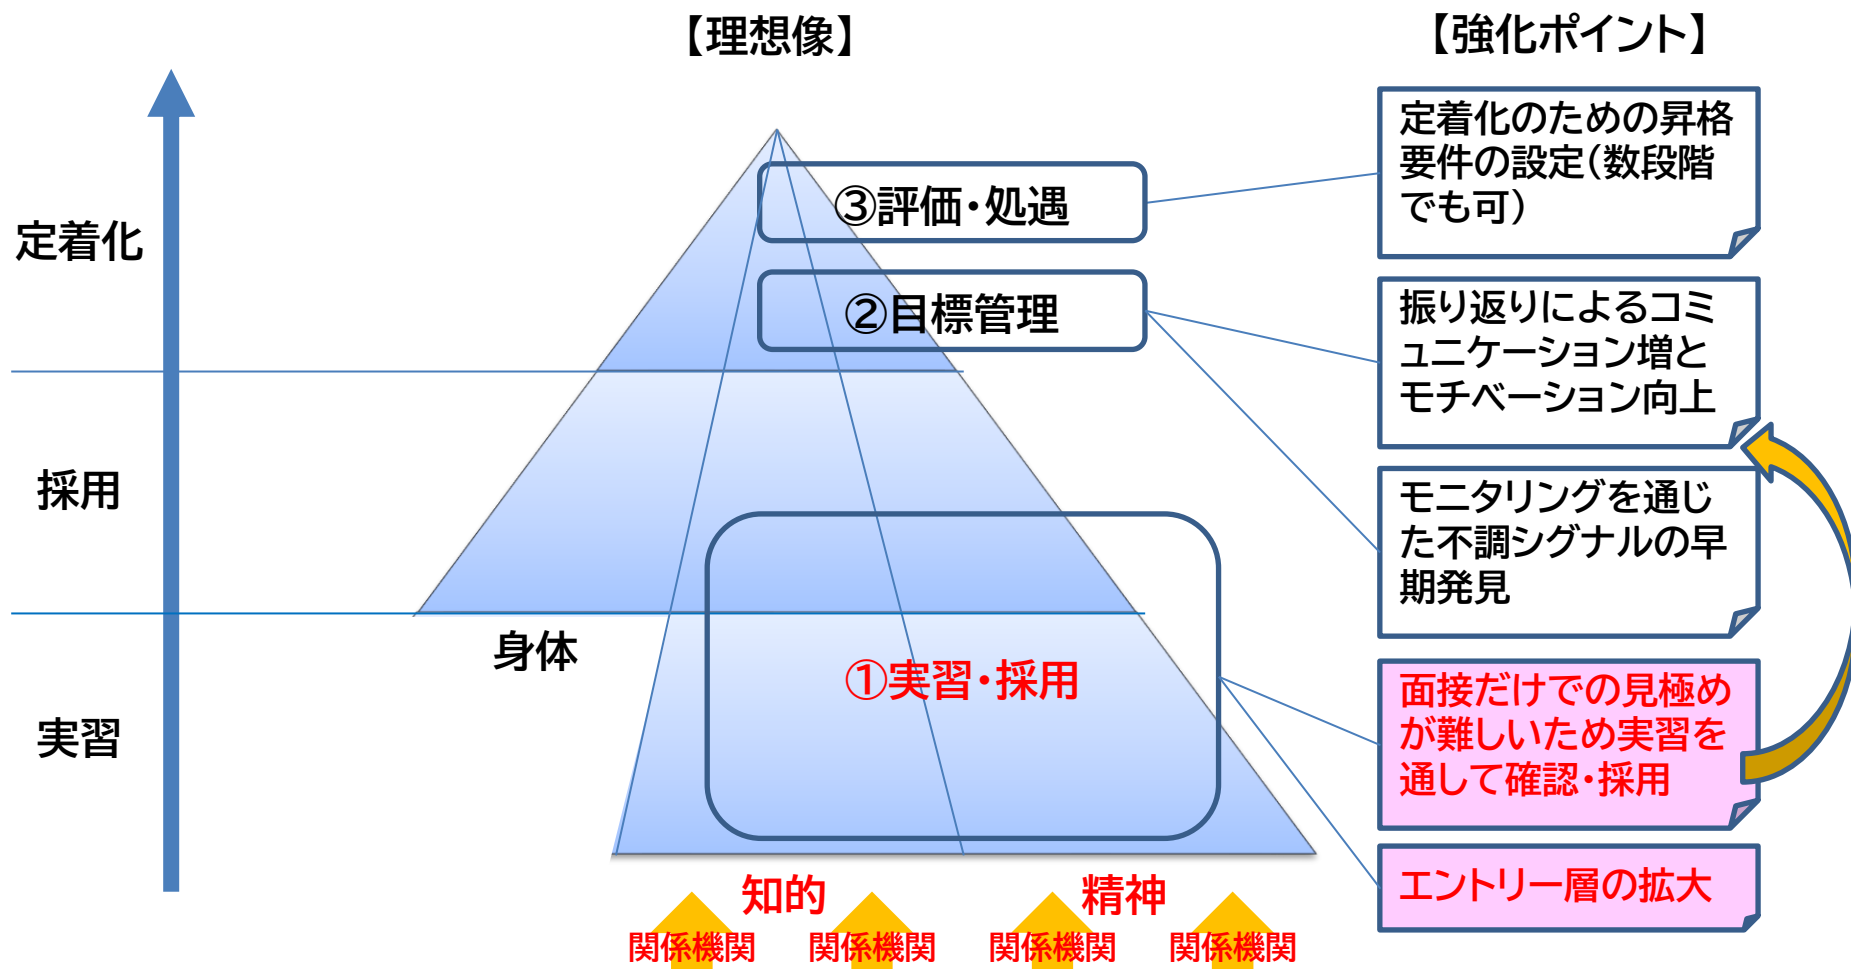 【理想像】
【強化ポイント】
定着化
採用
実習
③評価・処遇
②目標管理
①実習・採用
身体
知的
精神
関係機関
関係機関
関係機関
関係機関
定着化のための昇格
要件の設定(数段階
でも可)
振り返りによるコミ
ュニケーション増と
モチベーション向上
モニタリングを通じ
た不調シグナルの早
期発見
面接だけでの見極め
が難しいため実習を
通して確認・採用
エントリー層の拡大